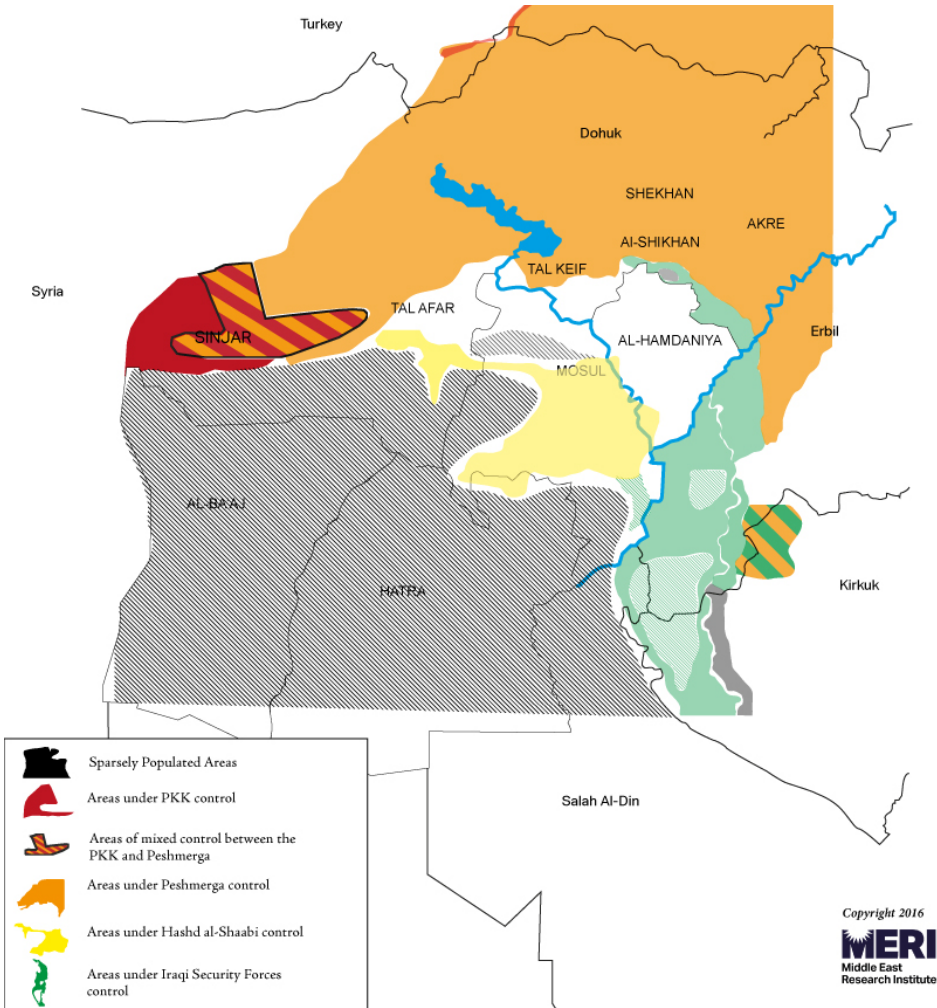 Turkey
Dohuk
SHEKHAN
AKRE
Al-SHIKHAN
TAL KEIF
Syria
TAL AFAR
SINJAR
Erbil
AL-HAMDANIYA
MOSUL
AL-BA'AJ
HATRA
Kirkuk
Sparsely Populated Areas
Areas under PKK control
Areas of mixed control between the
PKK and Peshmerga
Areas under Peshmerga control
Areas under Hashd al-Shaabi control
Areas under Iraqi Security Forces
control
Salah Al-Din
Copyright 2016
MERI
Middle East
Research Institute